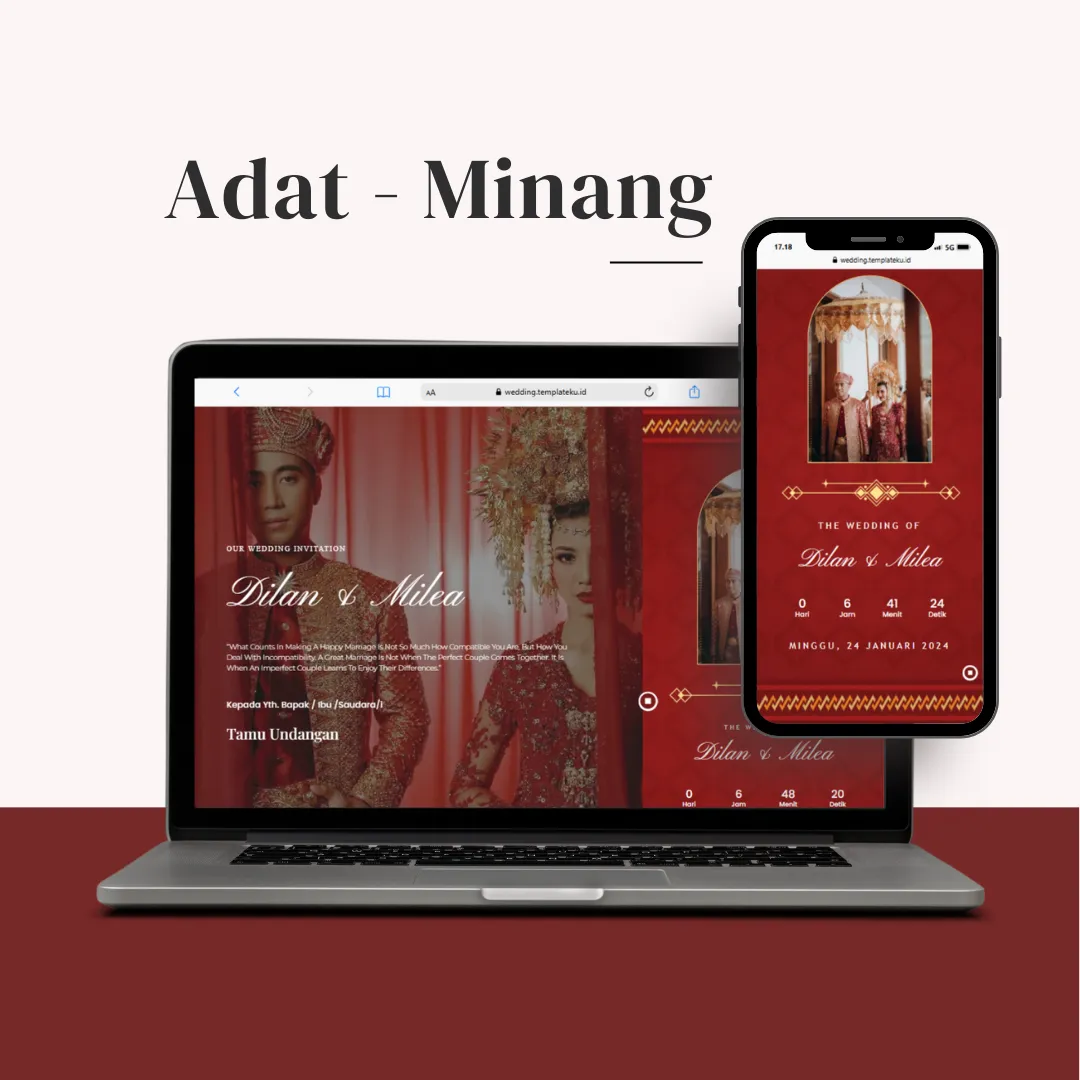 Adat - Minang
17.18
5G
wedding.templateku.id
THE WEDDING OF
Dilan & Milea
0 6 41 24
Hari Jam Menit Detik
MINGGU, 24 JANUARI 2024
AA
wedding.templateku.id
OUR WEDDING INVITATION
Dilan & Milea
"What Counts In Making A Happy Marriage Is Not So Much How Compatible You Are, But How You
Deal With Incompatibility. A Great Marriage Is Not When The Perfect Couple Comes Together. It Is
When An Imperfect Couple Learns To Enjoy Their Differences."
Kepada Yth. Bapak / Ibu /Saudara/i
Tamu Undangan
THE W
Dilan & Milea
0 6 48 20
Hari Jam Menit Detik